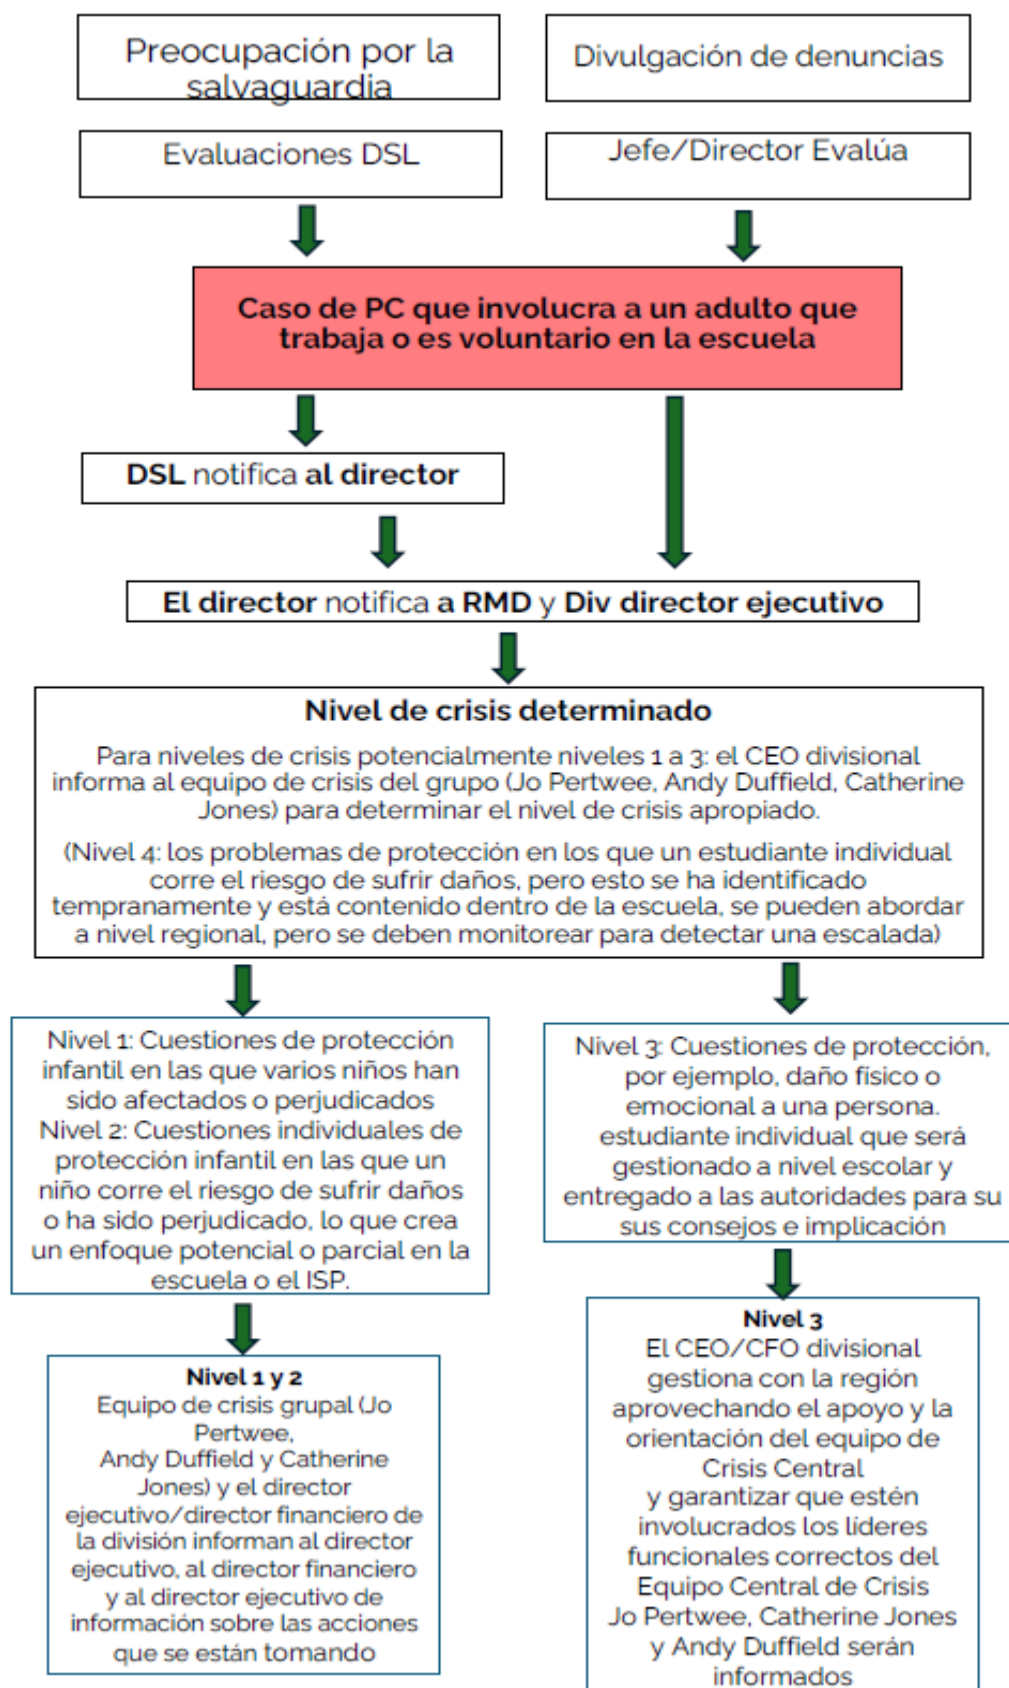 Preocupación por la
salvaguardia
Divulgación de denuncias
Evaluaciones DSL
Jefe/Director Evalúa
Caso de PC que involucra a un adulto que
trabaja o es voluntario en la escuela
DSL notifica al director
El director notifica a RMD y Div director ejecutivo
Nivel de crisis determinado
Para niveles de crisis potencialmente niveles 1 a 3: el CEO divisional
informa al equipo de crisis del grupo (Jo Pertwee, Andy Duffield, Catherine
Jones) para determinar el nivel de crisis apropiado.
(Nivel 4: los problemas de protección en los que un estudiante individual
corre el riesgo de sufrir daños, pero esto se ha identificado
tempranamente y está contenido dentro de la escuela, se pueden abordar
a nivel regional, pero se deben monitorear para detectar una escalada)
Nivel 1: Cuestiones de protección
infantil en las que varios niños han
sido afectados o perjudicados
Nivel 2: Cuestiones individuales de
protección infantil en las que un
niño corre el riesgo de sufrir daños
o ha sido perjudicado, lo que crea
un enfoque potencial o parcial en la
escuela o el ISP.
Nivel 3: Cuestiones de protección,
por ejemplo, daño físico o
emocional a una persona.
estudiante individual que será
gestionado a nivel escolar y
entregado a las autoridades para su
sus consejos e implicación
Nivel 1 y 2
Equipo de crisis grupal (Jo
Pertwee,
Andy Duffield y Catherine
Jones) y el director
ejecutivo/director financiero de
la división informan al director
ejecutivo, al director financiero
y al director ejecutivo de
información sobre las acciones
que se están tomando
Nivel 3
El CEO/CFO divisional
gestiona con la región
aprovechando el apoyo y la
orientación del equipo de
Crisis Central
y garantizar que estén
involucrados los líderes
funcionales correctos del
Equipo Central de Crisis
Jo Pertwee, Catherine Jones
y Andy Duffield serán
informados